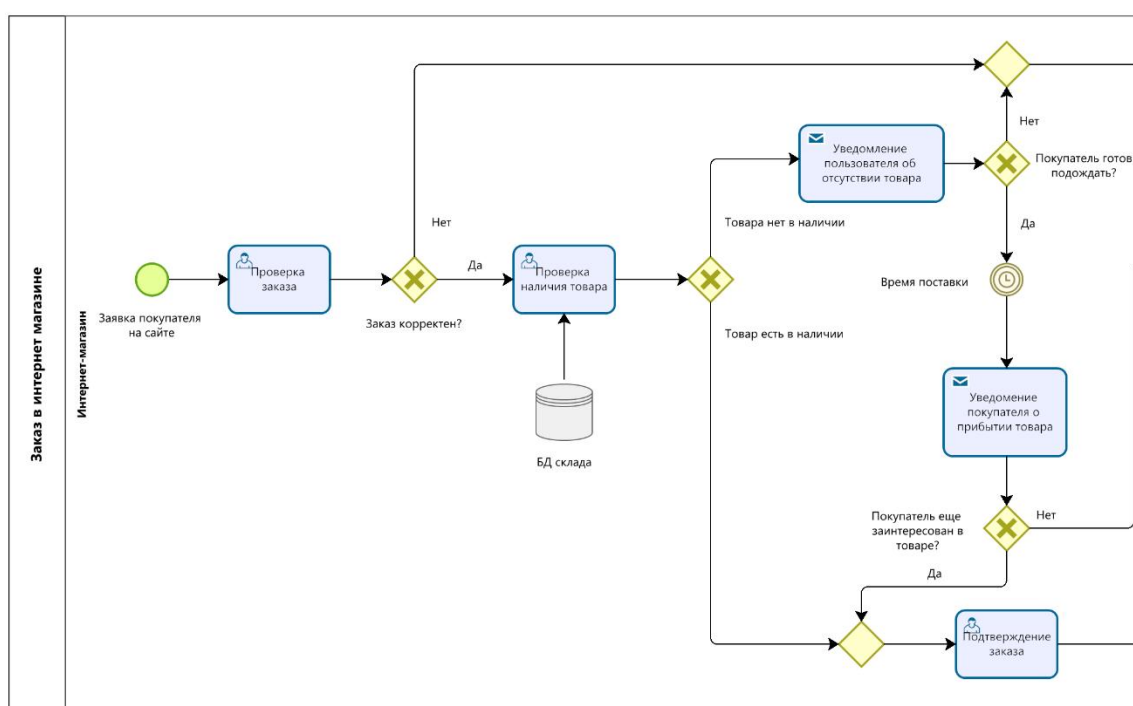 Заказ в интернет магазине
Интернет-магазин
Заявка покупателя
на сайте
Проверка
заказа
Заказ корректен?
Нет
Да
Проверка
наличия товара
БД склада
Товара нет в наличии
Товар есть в наличии
Уведомление
пользователя об
отсутствии товара
Нет
Покупатель готов
подождать?
Да
Время поставки
Уведомение
покупателя о
прибытии товара
Покупатель еще
заинтересован в
товаре?
Нет
Да
Подтверждение
заказа